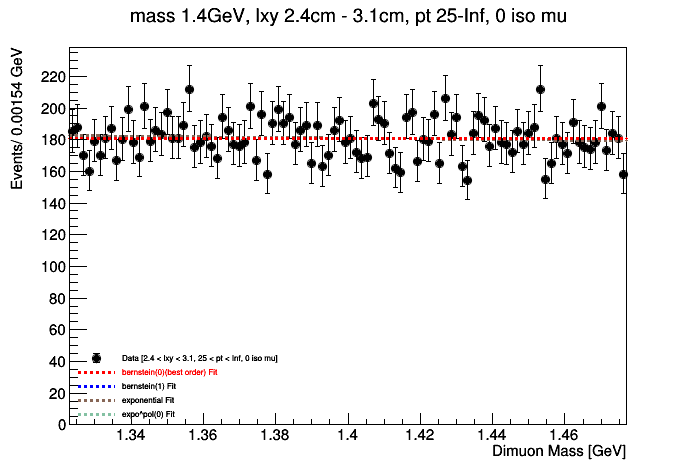 mass 1.4GeV, lxy 2.4cm - 3.1cm, pt 25-Inf, 0 iso mu
Events/ 0.00154 GeV
220
200
180
160
140
120
100
80
60
40
20
0
Data [2.4 < lxy < 3.1, 25 < pt < Inf, 0 iso mu]
bernstein(0)(best order) Fit
bernstein(1) Fit
exponential Fit
expo*pol(0) Fit
1.34 1.36 1.38 1.4 1.42 1.44 1.46
Dimuon Mass [GeV]